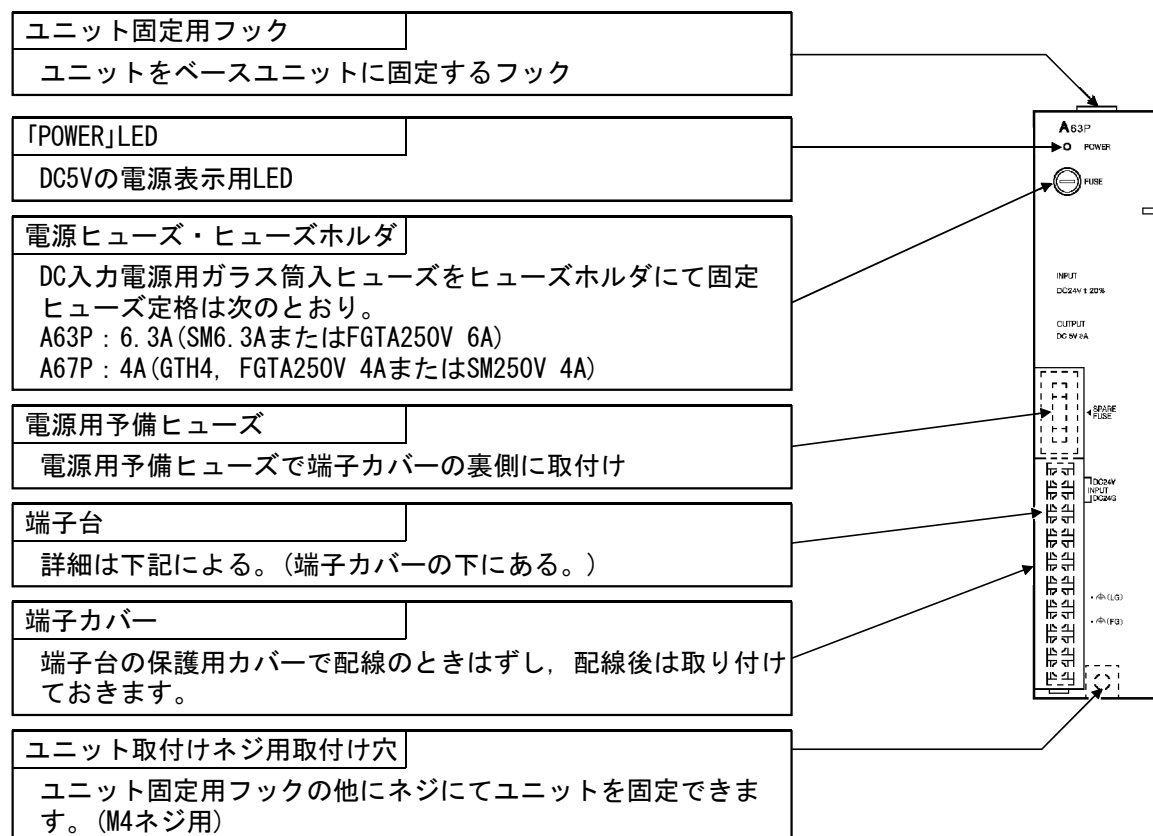 ユニット固定用フック
ユニットをベースユニットに固定するフック
「POWER」LED
DC5Vの電源表示用LED
電源ヒューズ・ヒューズホルダ
DC入力電源用ガラス筒入ヒューズをヒューズホルダにて固定
ヒューズ定格は次のとおり。
A63P：6.3A(SM6.3AまたはFGTA250V 6A)
A67P：4A(GTH4, FGTA250V 4AまたはSM250V 4A)
電源用予備ヒューズ
電源用予備ヒューズで端子カバーの裏側に取付け
端子台
詳細は下記による。(端子カバーの下にある。)
端子カバー
端子台の保護用カバーで配線のときはずし，配線後は取り付け
ておきます。
ユニット取付けネジ用取付け穴
ユニット固定用フックの他にネジにてユニットを固定できま
す。(M4ネジ用)
A63P
POWER
FUSE
INPUT
OUTPUT
SPARE
FUSE
DC24V
INPUT
DC24G
(LG)
(FG)